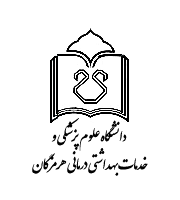 دانشگاه علوم پزشکی و
خدمات بهداشتی درمانی هرمزگان